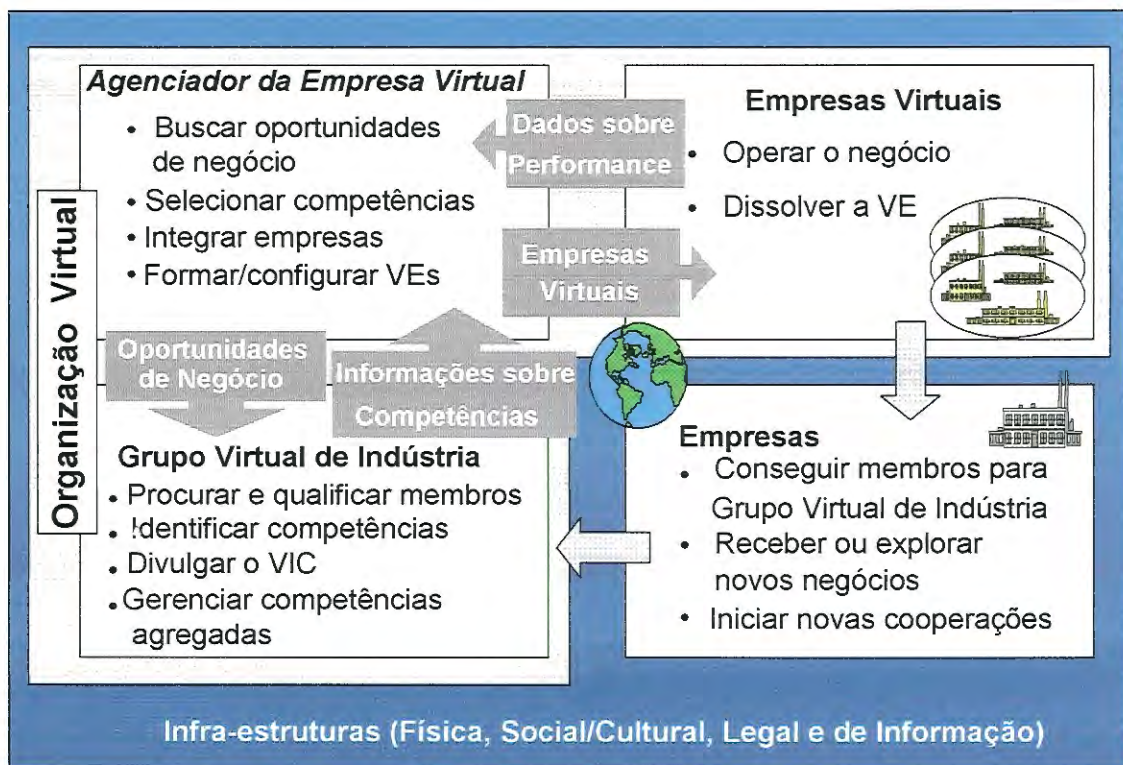 Agenciador da Empresa Virtual
• Buscar oportunidades
de negócio
• Selecionar competências
• Integrar empresas
• Formar/configurar VEs
Dados sobre
Performance
Empresas
Virtuais
Empresas Virtuais
• Operar o negócio
• Dissolver a VE
Organização Virtual
Oportunidades
de Negócio
Informações sobre
Competências
Grupo Virtual de Indústria
• Procurar e qualificar membros
• Identificar competências
• Divulgar o VIC
• Gerenciar competências
agregadas
Empresas
• Conseguir membros para
Grupo Virtual de Indústria
• Receber ou explorar
novos negócios
• Iniciar novas cooperações
Infra-estruturas (Física, Social/Cultural, Legal e de Informação)